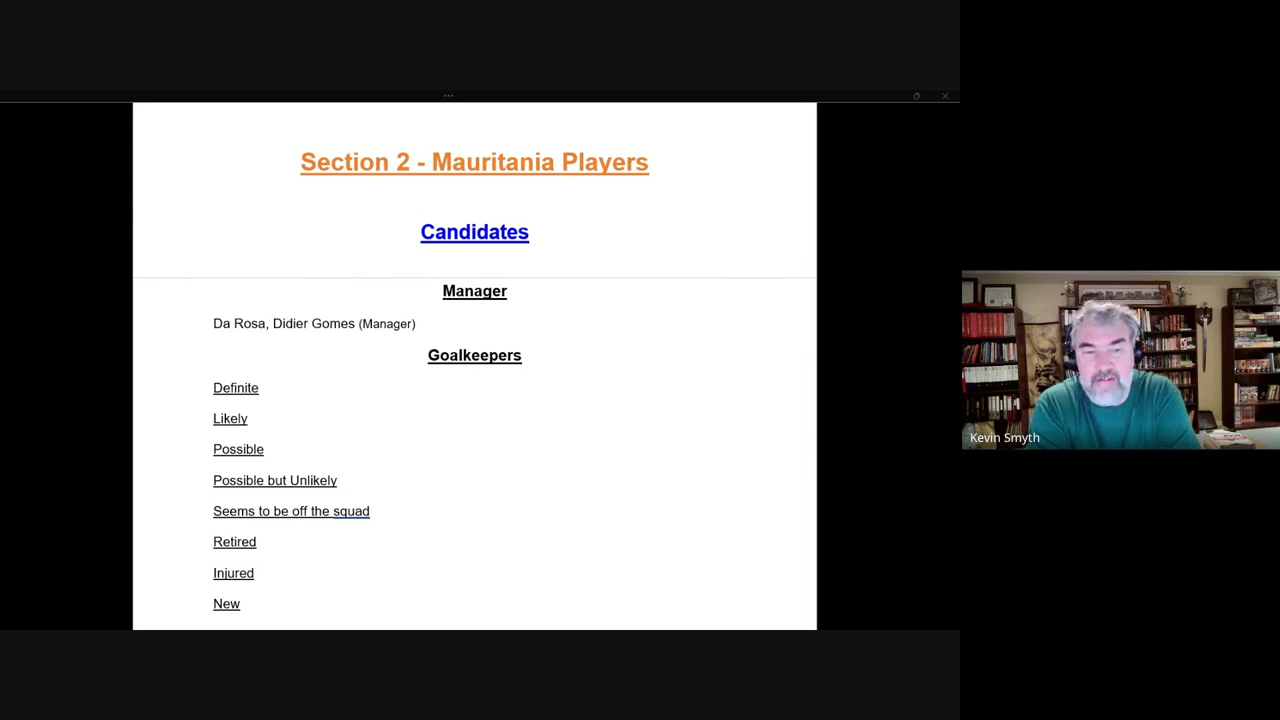 Section 2 - Mauritania Players
Candidates
Manager
Da Rosa, Didier Gomes (Manager)
Goalkeepers
Definite
Likely
Possible
Possible but Unlikely
Seems to be off the squad
Retired
Injured
New
Kevin Smyth